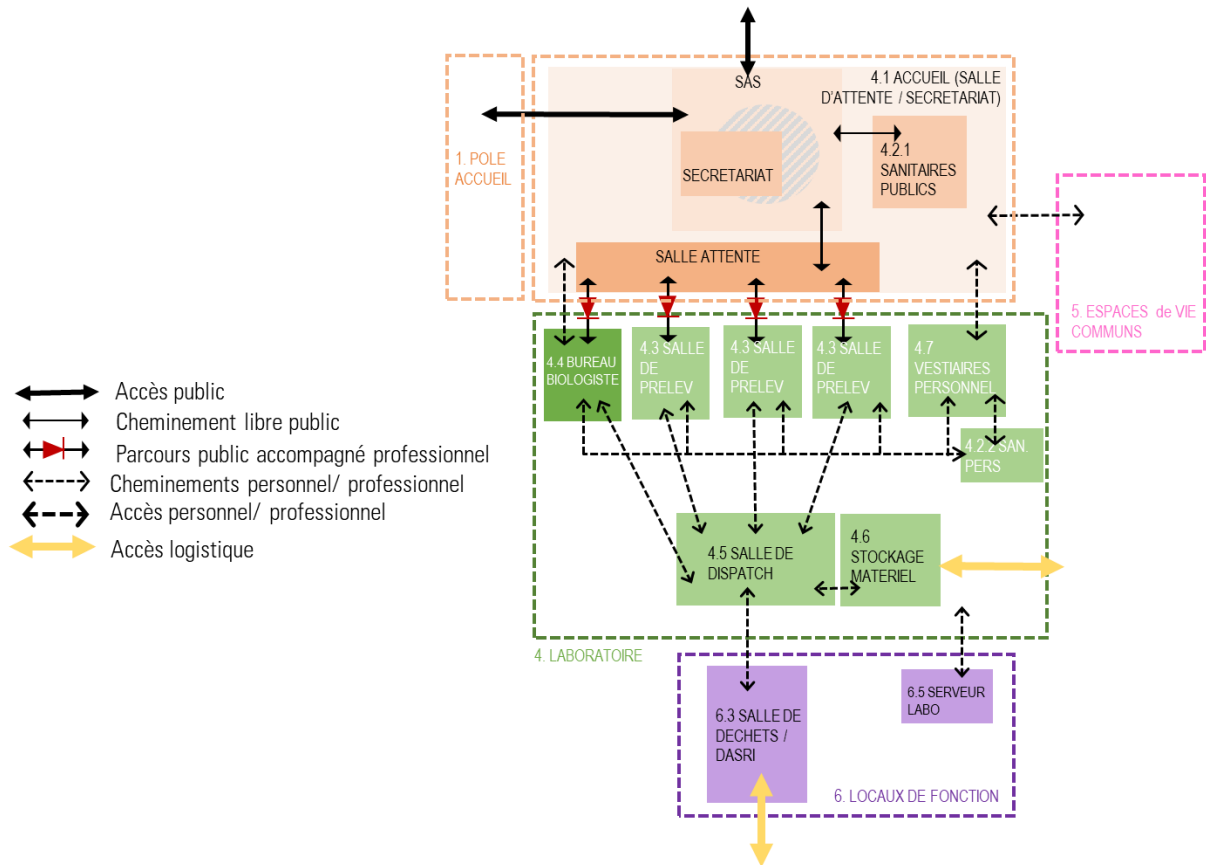 SAS
4.1 ACCUEIL (SALLE
D'ATTENTE / SECRETARIAT)
1. POLE
ACCUEIL
SECRETARIAT
4.2.1
SANITAIRES
PUBLICS
SALLE ATTENTE
5. ESPACES de VIE
COMMUNS
4.4 BUREAU
BIOLOGISTE
4.3 SALLE
DE
PRELEV
4.3 SALLE
DE
PRELEV
4.3 SALLE
DE
PRELEV
4.7
VESTIAIRES
PERSONNEL
4.2.2 SAN.
PERS
Accès public
Cheminement libre public
Parcours public accompagné professionnel
Cheminements personnel/ professionnel
Accès personnel/ professionnel
Accès logistique
4.5 SALLE DE
DISPATCH
4.6
STOCKAGE
MATERIEL
4. LABORATOIRE
6.3 SALLE DE
DECHETS /
DASRI
6.5 SERVEUR
LABO
6. LOCAUX DE FONCTION